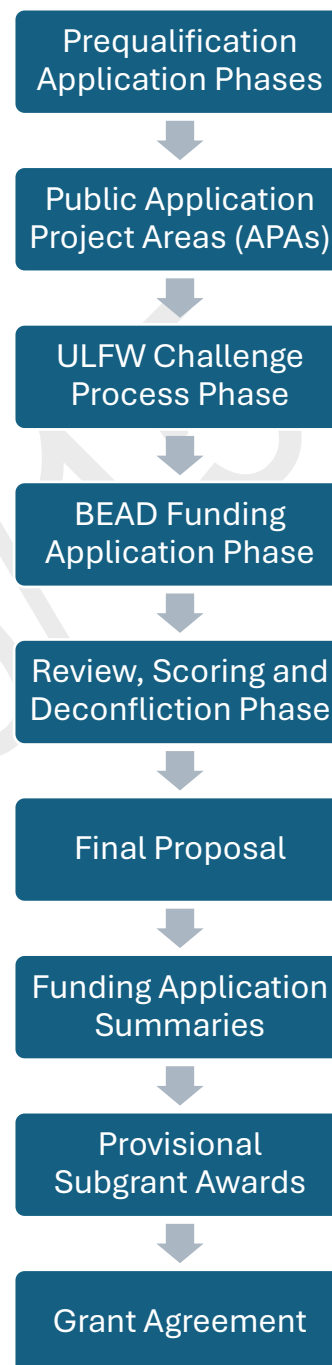 Prequalification
Application Phases
Public Application
Project Areas (APAs)
ULFW Challenge
Process Phase
BEAD Funding
Application Phase
Review, Scoring and
Deconfliction Phase
Final Proposal
Funding Application
Summaries
Provisional
Subgrant Awards
Grant Agreement